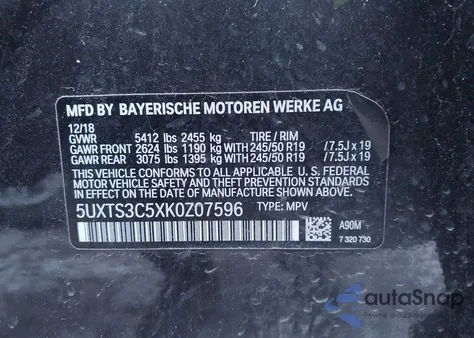 MFD BY BAYERISCHE MOTOREN WERKE AG
12/18
GVWR 5412 lbs 2455 kg TIRE / RIM
GAWR FRONT 2624 lbs 1190 kg WITH 245/50 R19 /7.5J x 19
GAWR REAR 3075 lbs 1395 kg WITH 245/50 R19 /7.5J x 19
THIS VEHICLE CONFORMS TO ALL APPLICABLE U. S. FEDERAL
MOTOR VEHICLE SAFETY, BUMPER, AND THEFT PREVENTION
STANDARDS IN EFFECT ON THE DATE OF MANUFACTURE SHOWN
ABOVE.
5UXTS3C5XK0Z07596 TYPE: MPV
A90M
7 320 730
autoSnap